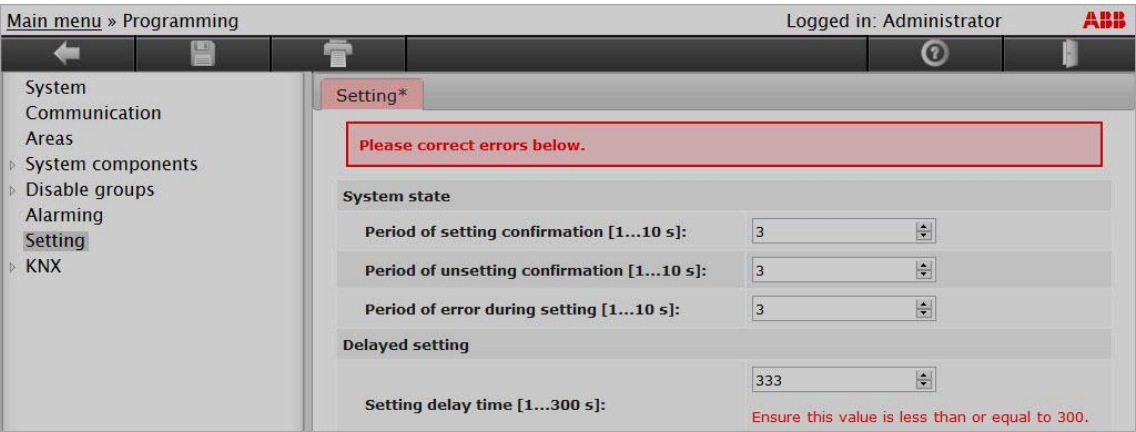 Main menu » Programming Logged in: Administrator ABB
System
Communication
Areas
System components
Disable groups
Alarming
Setting
KNX
Setting*
Please correct errors below.
System state
Period of setting confirmation [1...10 s]: 3
Period of unsetting confirmation [1...10 s]: 3
Period of error during setting [1...10 s]: 3
Delayed setting
Setting delay time [1...300 s]: 333
Ensure this value is less than or equal to 300.